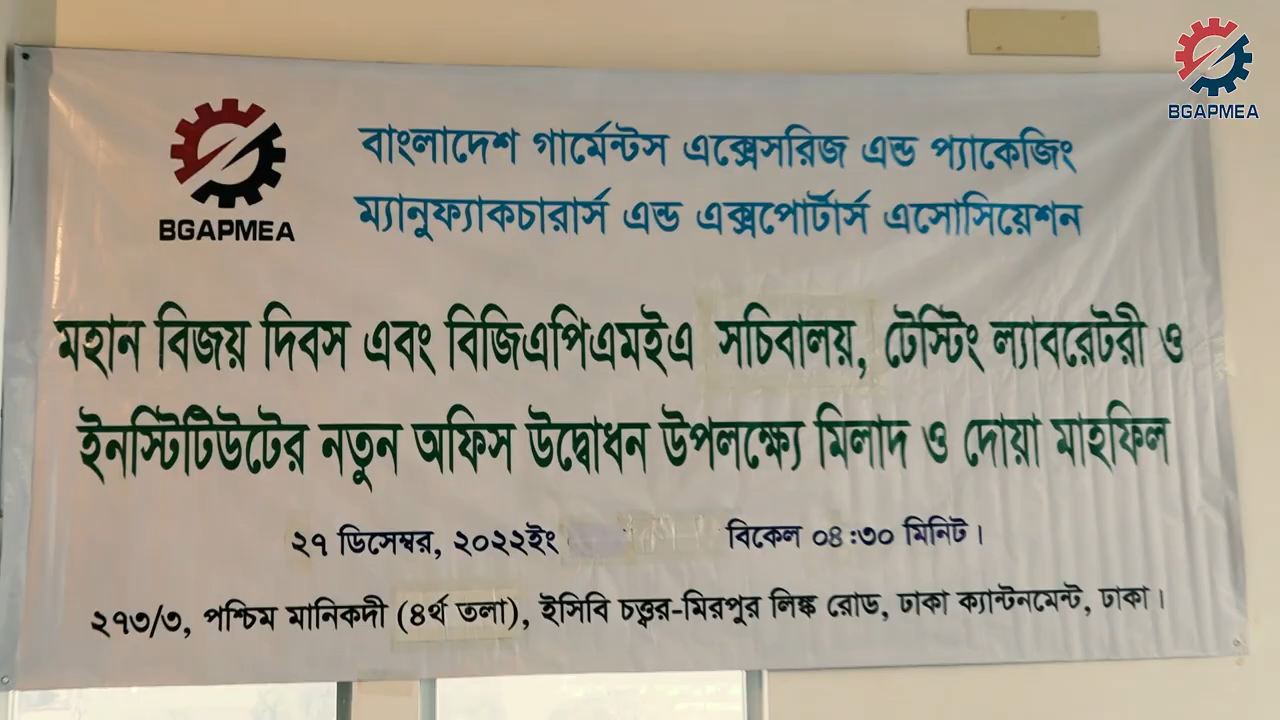 BGAPMEA
BGAPMEA
বাংলাদেশ গার্মেন্টস এক্সেসরিজ এন্ড প্যাকেজিং
ম্যানুফ্যাকচারার্স এন্ড এক্সপোর্টার্স এসোসিয়েশন
মহান বিজয় দিবস এবং বিজিএপিএমইএ সচিবালয়, টেস্টিং ল্যাবরেটরী ও
ইনস্টিটিউটের নতুন অফিস উদ্বোধন উপলক্ষ্যে মিলাদ ও দোয়া মাহফিল
২৭ ডিসেম্বর, ২০২২ইং বিকেল ০৪:৩০ মিনিট।
২৭৩/৩, পশ্চিম মানিকদী (৪র্থ তলা), ইসিবি চত্ত্বর-মিরপুর লিঙ্ক রোড, ঢাকা ক্যান্টনমেন্ট, ঢাকা।